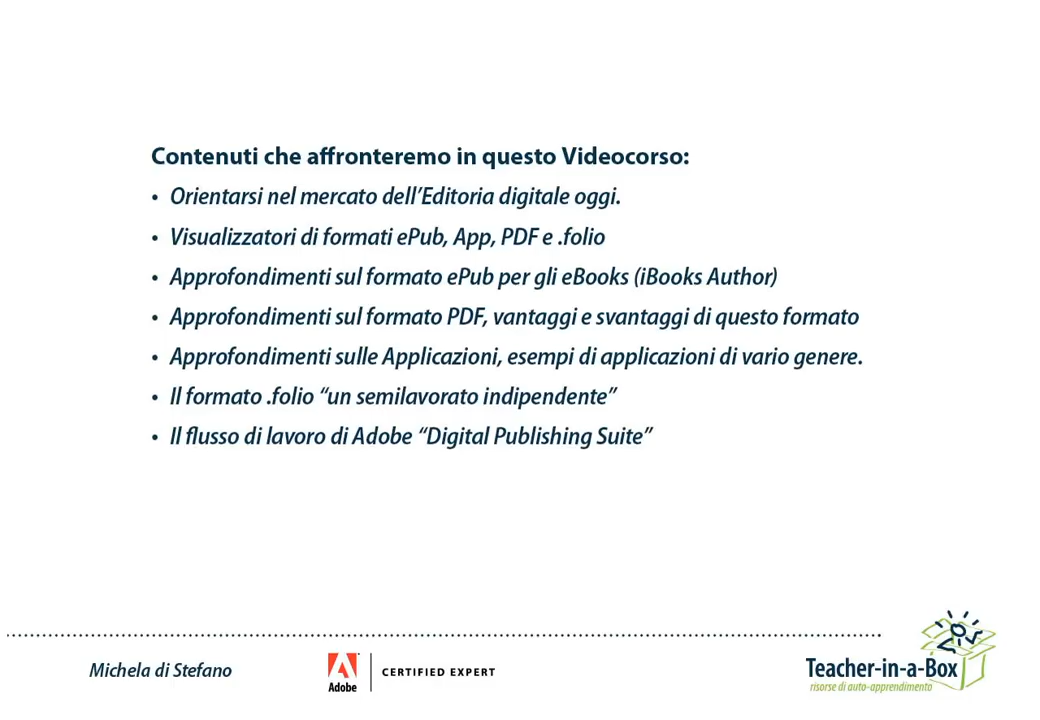 Contenuti che affronteremo in questo Videocorso:
• Orientarsi nel mercato dell’Editoria digitale oggi.
• Visualizzatori di formati ePub, App, PDF e .folio
• Approfondimenti sul formato ePub per gli eBooks (iBooks Author)
• Approfondimenti sul formato PDF, vantaggi e svantaggi di questo formato
• Approfondimenti sulle Applicazioni, esempi di applicazioni di vario genere.
• Il formato .folio “un semilavorato indipendente”
• Il flusso di lavoro di Adobe “Digital Publishing Suite”
Michela di Stefano
Adobe
CERTIFIED EXPERT
Teacher-in-a-Box
risorse di auto-apprendimento